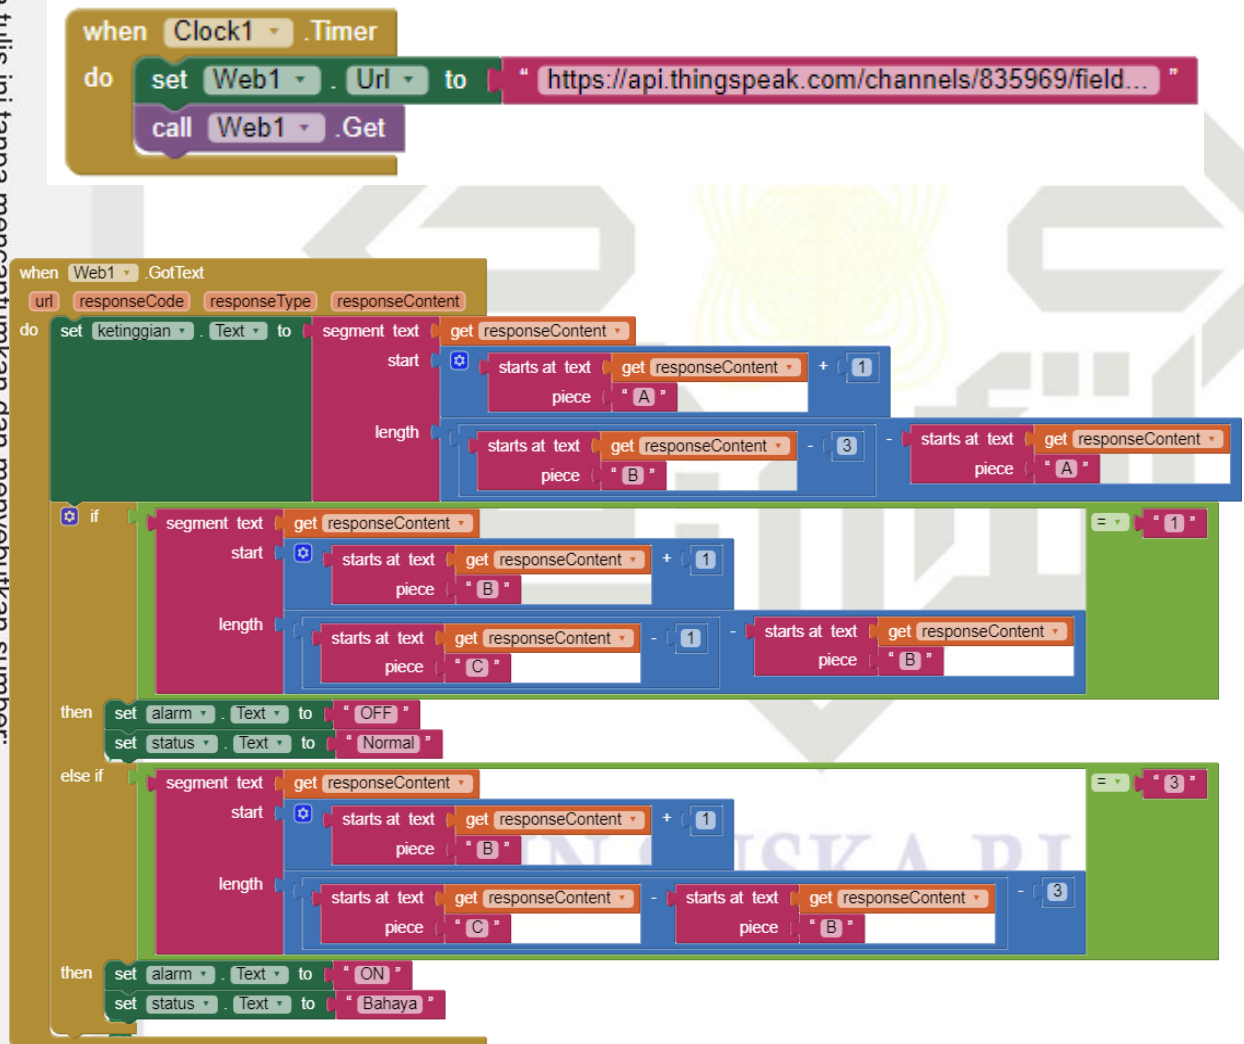 when Clock1 .Timer
do set Web1 . Url to " https://api.thingspeak.com/channels/835969/field... "
call Web1 .Get
when Web1 .GotText
url responseCode responseType responseContent
do set ketinggian . Text to segment text get responseContent
start starts at text get responseContent + 1
piece " A "
length starts at text get responseContent - 3 - starts at text get responseContent
piece " B " piece " A "
if segment text get responseContent = " 1 "
start starts at text get responseContent + 1
piece " B "
length starts at text get responseContent - 1 - starts at text get responseContent
piece " C " piece " B "
then set alarm . Text to " OFF "
set status . Text to " Normal "
else if segment text get responseContent = " 3 "
start starts at text get responseContent + 1
piece " B "
length starts at text get responseContent - starts at text get responseContent - 3
piece " C " piece " B "
then set alarm . Text to " ON "
set status . Text to " Bahaya "
tulis ini tanpa mencantumkan dan menyebutkan sumber: